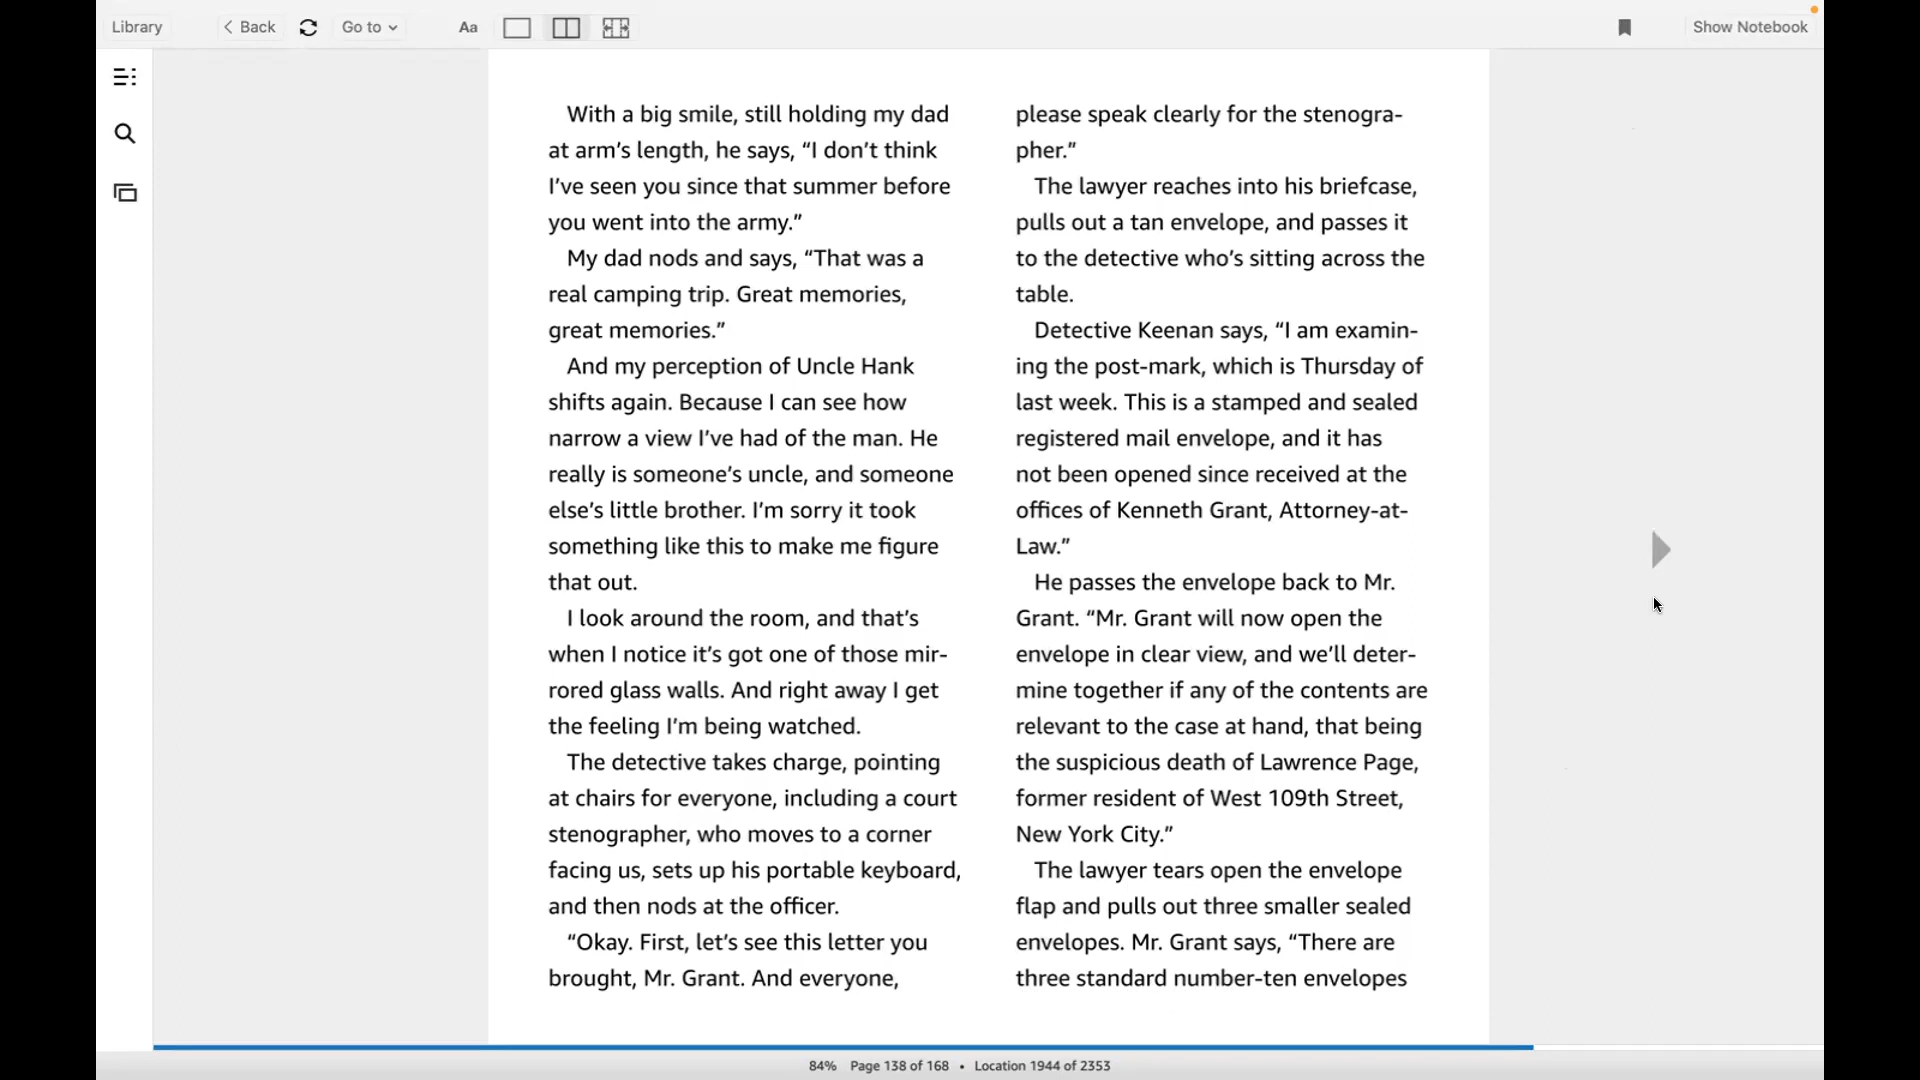 Library
Back
Go to
Aa
Show Notebook
With a big smile, still holding my dad
at arm’s length, he says, “I don’t think
I’ve seen you since that summer before
you went into the army.”
My dad nods and says, “That was a
real camping trip. Great memories,
great memories.”
And my perception of Uncle Hank
shifts again. Because I can see how
narrow a view I’ve had of the man. He
really is someone’s uncle, and someone
else’s little brother. I’m sorry it took
something like this to make me figure
that out.
I look around the room, and that’s
when I notice it’s got one of those mir-
rored glass walls. And right away I get
the feeling I’m being watched.
The detective takes charge, pointing
at chairs for everyone, including a court
stenographer, who moves to a corner
facing us, sets up his portable keyboard,
and then nods at the officer.
“Okay. First, let’s see this letter you
brought, Mr. Grant. And everyone,
please speak clearly for the stenogra-
pher.”
The lawyer reaches into his briefcase,
pulls out a tan envelope, and passes it
to the detective who’s sitting across the
table.
Detective Keenan says, “I am examin-
ing the post-mark, which is Thursday of
last week. This is a stamped and sealed
registered mail envelope, and it has
not been opened since received at the
offices of Kenneth Grant, Attorney-at-
Law.”
He passes the envelope back to Mr.
Grant. “Mr. Grant will now open the
envelope in clear view, and we’ll deter-
mine together if any of the contents are
relevant to the case at hand, that being
the suspicious death of Lawrence Page,
former resident of West 109th Street,
New York City.”
The lawyer tears open the envelope
flap and pulls out three smaller sealed
envelopes. Mr. Grant says, “There are
three standard number-ten envelopes
84% Page 138 of 168 • Location 1944 of 2353